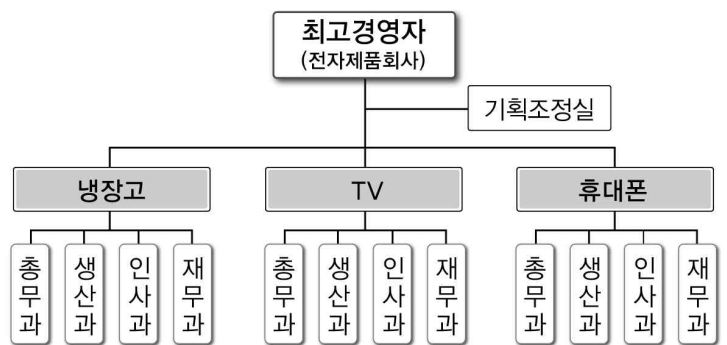 최고경영자
(전자제품회사)
기획조정실
냉장고
TV
휴대폰
총무과
생산과
인사과
재무과
총무과
생산과
인사과
재무과
총무과
생산과
인사과
재무과